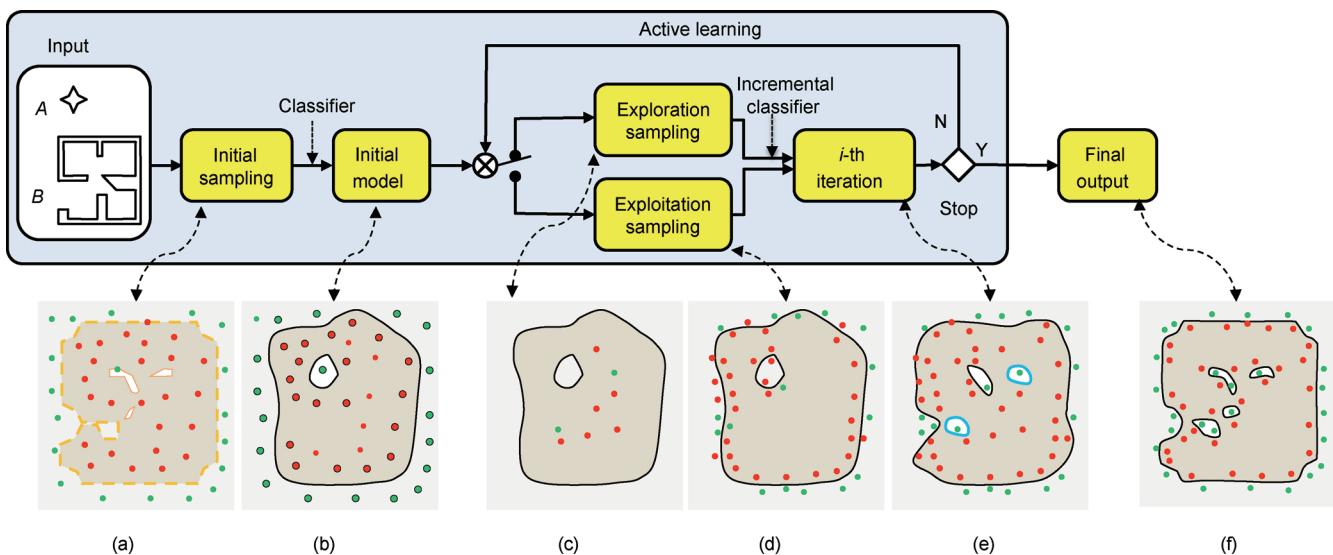 Active learning
Input
A
B
Classifier
Incremental
classifier
Initial
sampling
Initial
model
Exploration
sampling
Exploitation
sampling
i-th
iteration
N
Y
Stop
Final
output
(a)
(b)
(c)
(d)
(e)
(f)